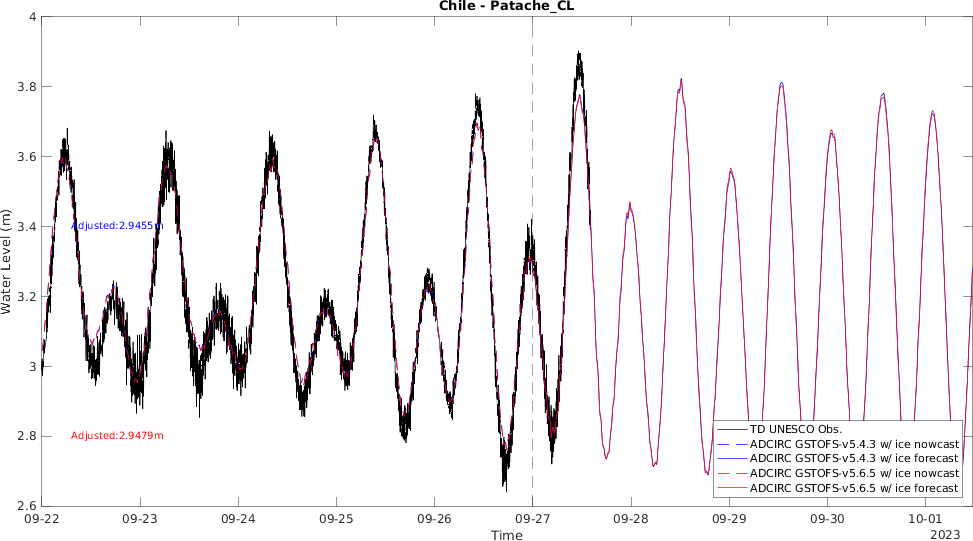 Chile - Patache_CL
4
3.8
3.6
3.4
3.2
3
2.8
2.6
Water Level (m)
Adjusted:2.9455m
Adjusted:2.9479m
TD UNESCO Obs.
ADCIRC GSTOFS-v5.4.3 w/ ice nowcast
ADCIRC GSTOFS-v5.4.3 w/ ice forecast
ADCIRC GSTOFS-v5.6.5 w/ ice nowcast
ADCIRC GSTOFS-v5.6.5 w/ ice forecast
09-22 09-23 09-24 09-25 09-26 09-27 09-28 09-29 09-30 10-01
Time
2023